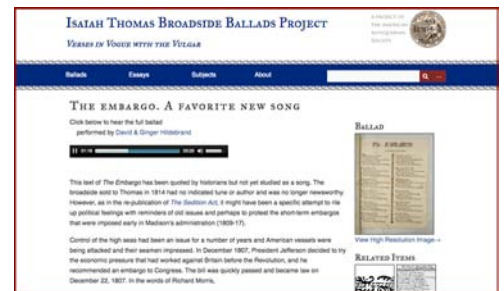 ISAIAH THOMAS BROADSIDE BALLADS PROJECT
VERSES IN VOGUE WITH THE VULGAR
A PROJECT OF
THE AMERICAN
ANTIQUARIAN
SOCIETY
Ballads Essays Subjects About
THE EMBARGO. A FAVORITE NEW SONG
Click below to hear the full ballad
performed by David & Ginger Hildebrand
This text of The Embargo has been quoted by historians but not yet studied as a song. The
broadside sold to Thomas in 1814 had no indicated tune or author and was no longer newsworthy.
However, as in the re-publication of The Sedition Act, it might have been a specific attempt to rile
up political feelings with reminders of old issues and perhaps to protest the short-term embargos
that were imposed early in Madison's administration (1809-17).
Control of the high seas had been an issue for a number of years and American vessels were
being attacked and their seamen impressed. In December 1807, President Jefferson decided to try
the economic pressure that had worked against Britain before the Revolution, and he
recommended an embargo to Congress. The bill was quickly passed and became law on
December 22, 1807. In the words of Richard Morris,
BALLAD
View High Resolution Image
RELATED ITEMS